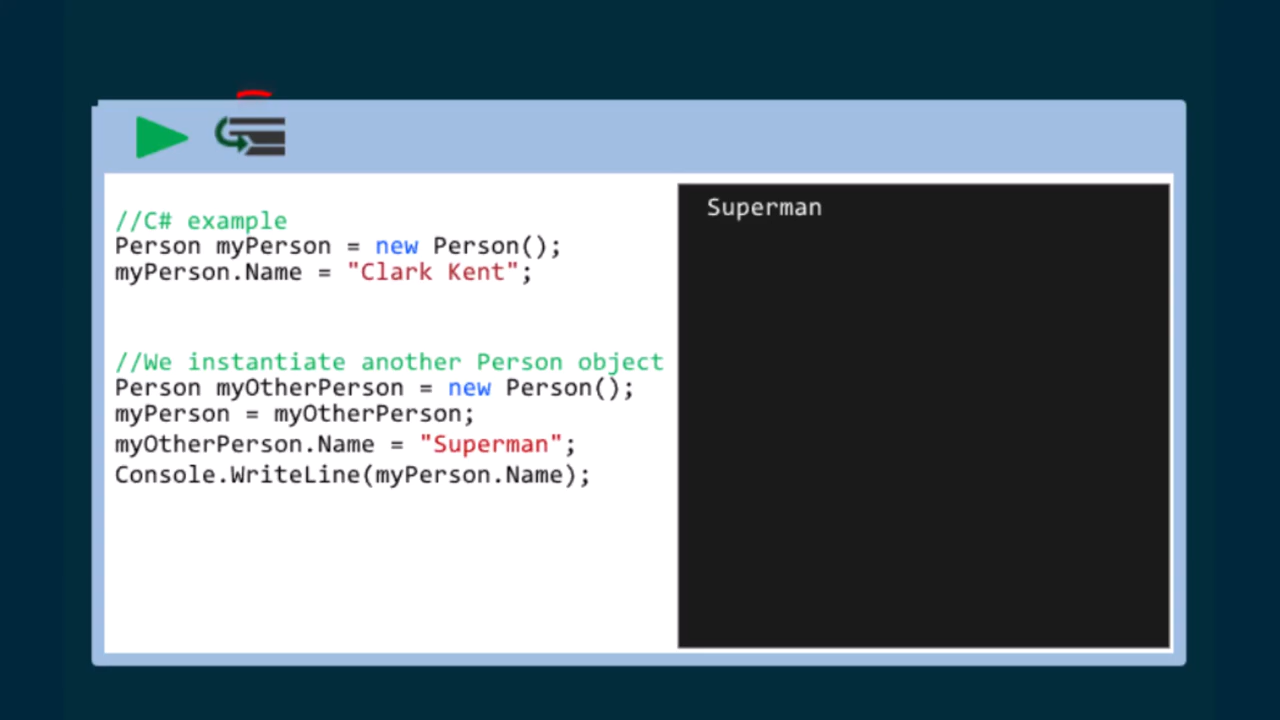 //C# example
Person myPerson = new Person();
myPerson.Name = "Clark Kent";
//We instantiate another Person object
Person myOtherPerson = new Person();
myPerson = myOtherPerson;
myOtherPerson.Name = "Superman";
Console.WriteLine(myPerson.Name);
Superman